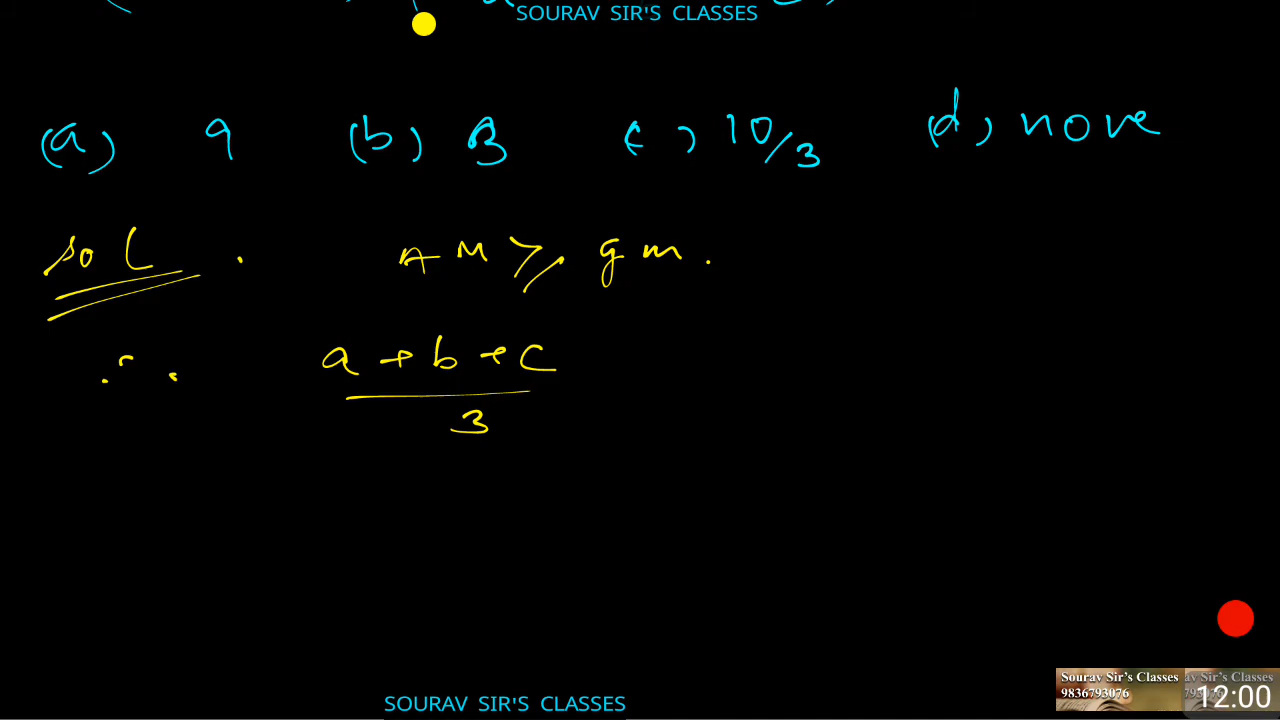 SOURAV SIR'S CLASSES
(a) 9 (b) 3 (c) 10/3 (d) none
Sol. AM ⩾ gm.
∴ a + b + c
3
SOURAV SIR'S CLASSES
Sourav Sir's Classes
9836793076
12:00